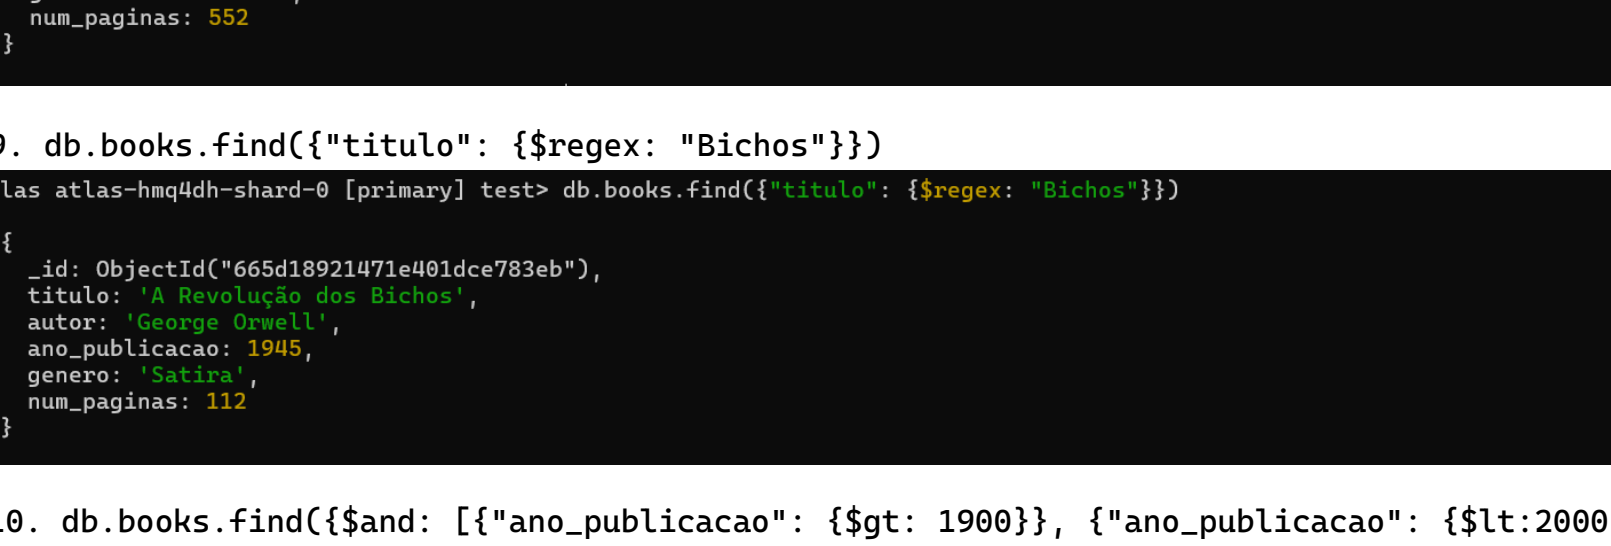 num_paginas: 552
}
9. db.books.find({"titulo": {$regex: "Bichos"}})
las atlas-hmq4dh-shard-0 [primary] test> db.books.find({"titulo": {$regex: "Bichos"}})
{
_id: ObjectId("665d18921471e401dce783eb"),
titulo: 'A Revolução dos Bichos',
autor: 'George Orwell',
ano_publicacao: 1945,
genero: 'Satira',
num_paginas: 112
}
10. db.books.find({$and: [{"ano_publicacao": {$gt: 1900}}, {"ano_publicacao": {$lt:2000